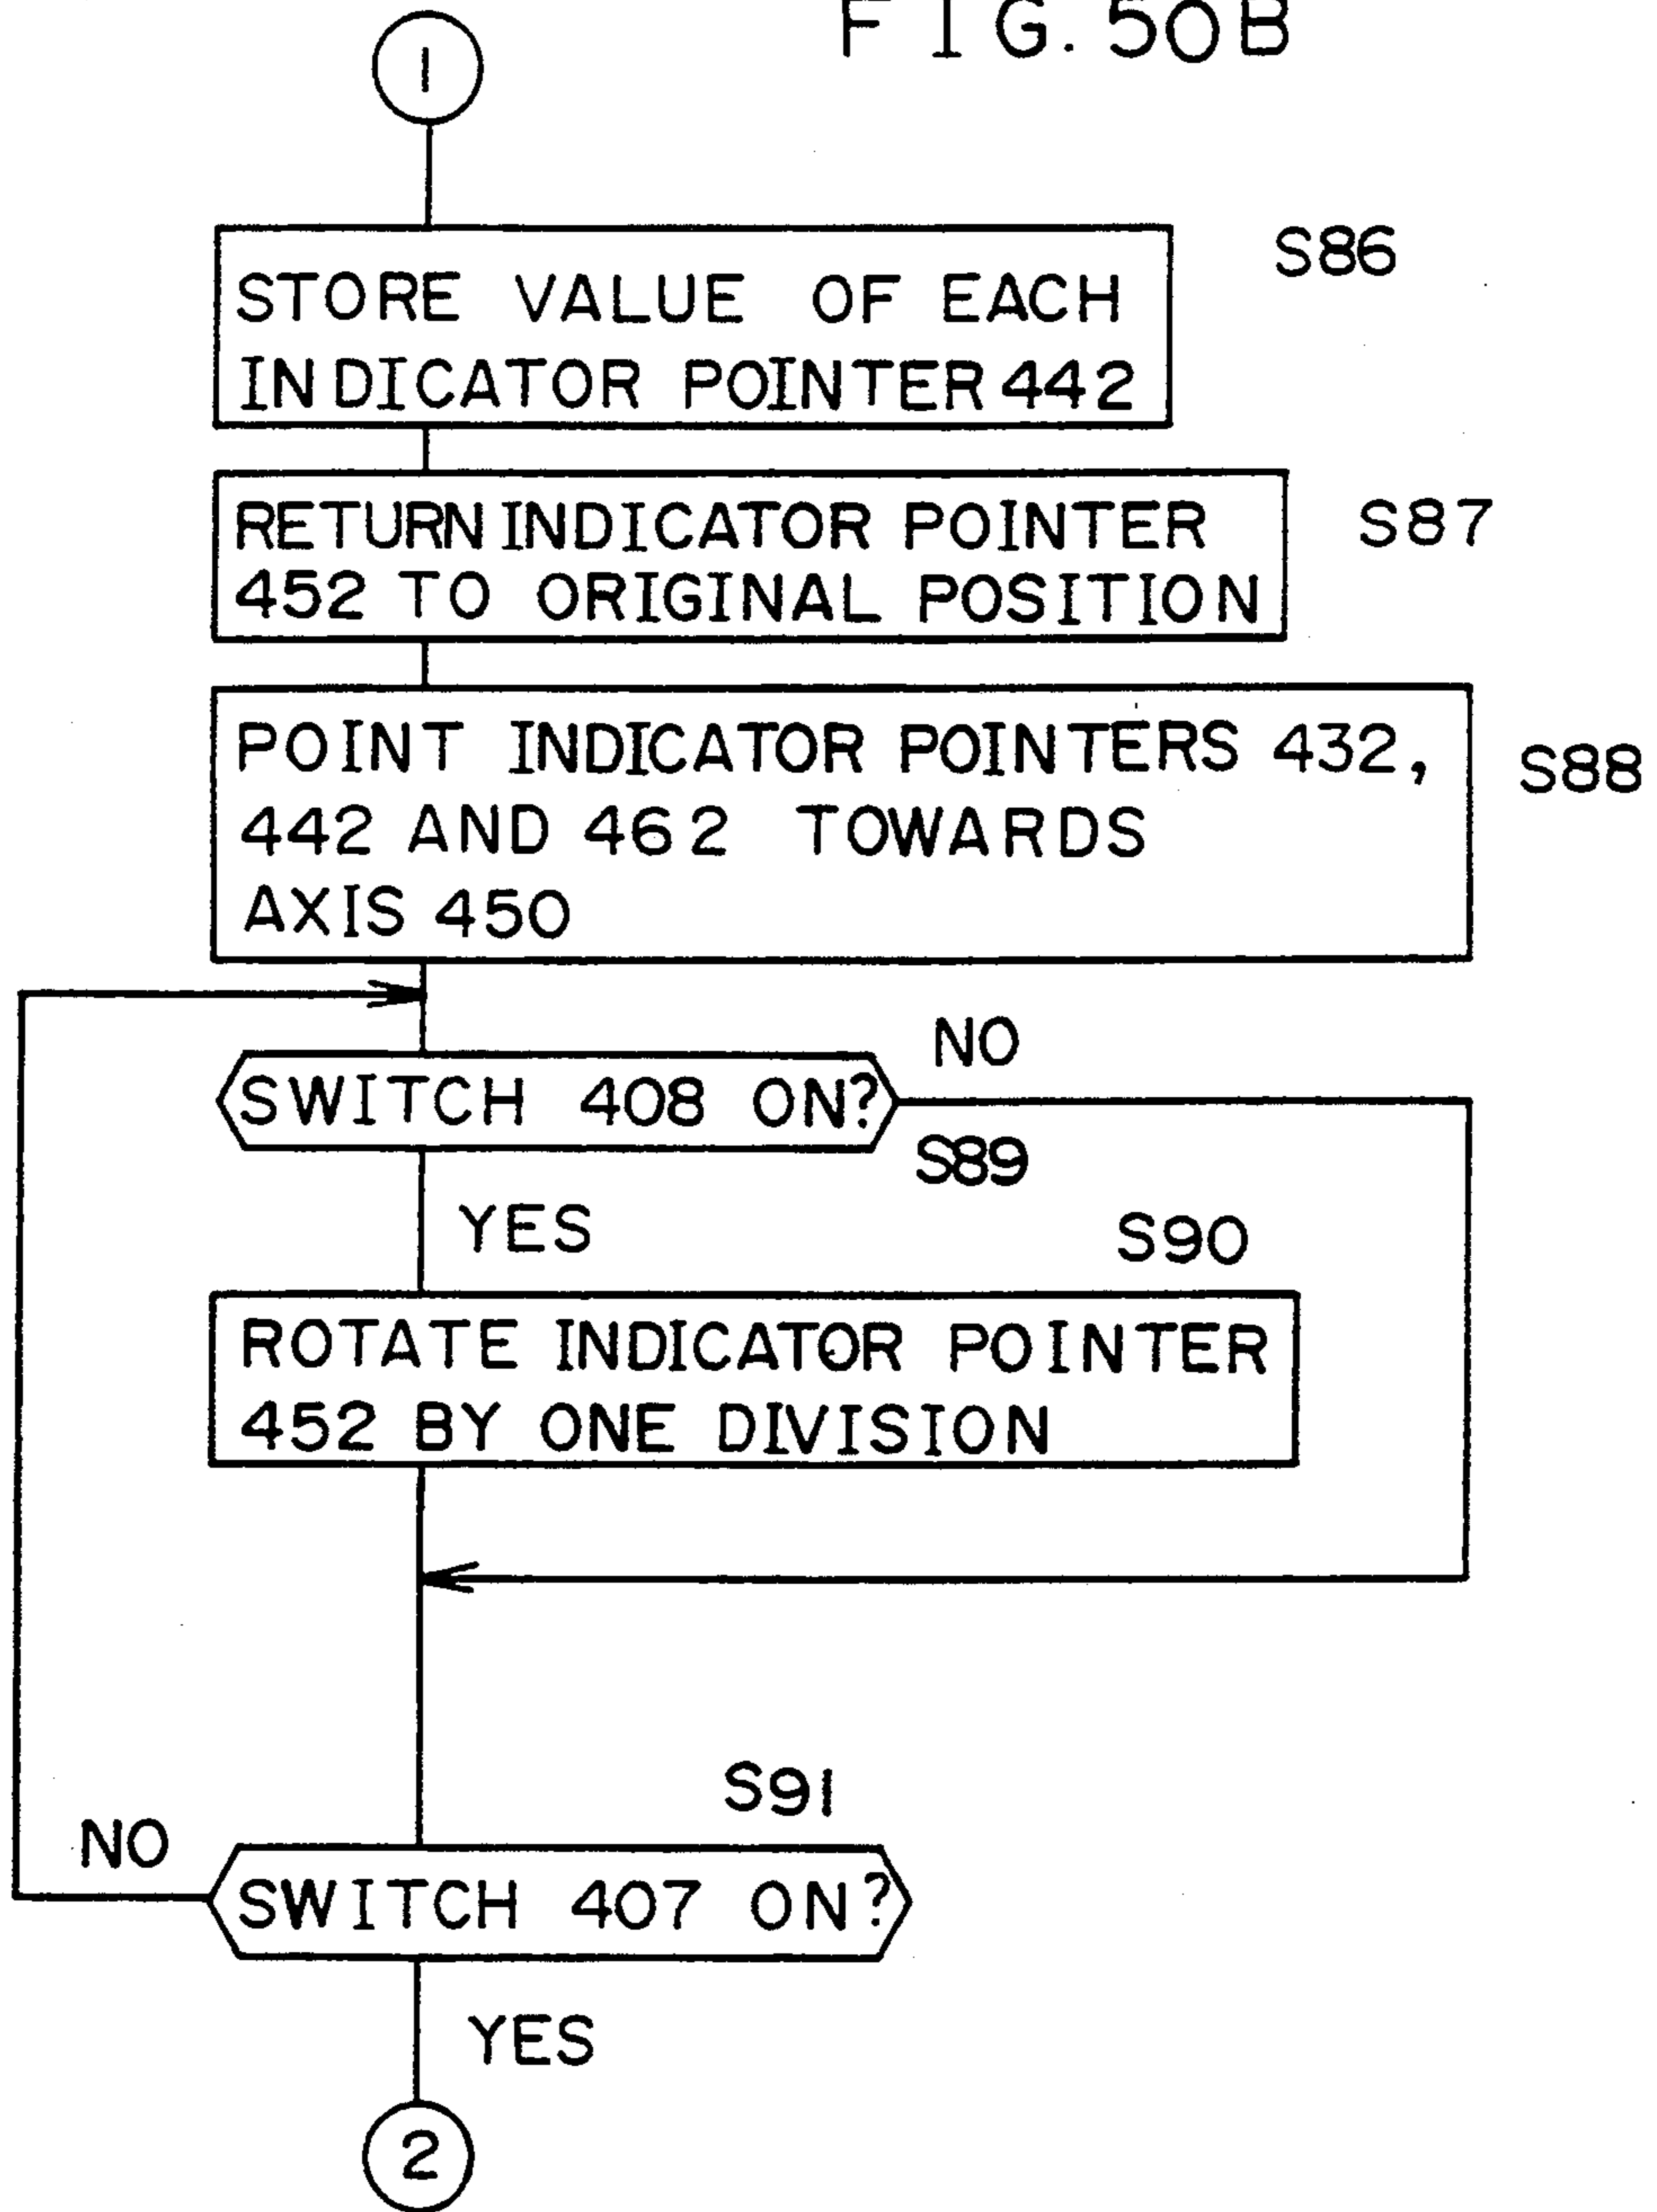 FIG. 50B
1
STORE VALUE OF EACH
INDICATOR POINTER 442
S86
RETURN INDICATOR POINTER
452 TO ORIGINAL POSITION
S87
POINT INDICATOR POINTERS 432,
442 AND 462 TOWARDS
AXIS 450
S88
SWITCH 408 ON?
NO
S89
YES
S90
ROTATE INDICATOR POINTER
452 BY ONE DIVISION
S91
NO
SWITCH 407 ON?
YES
2